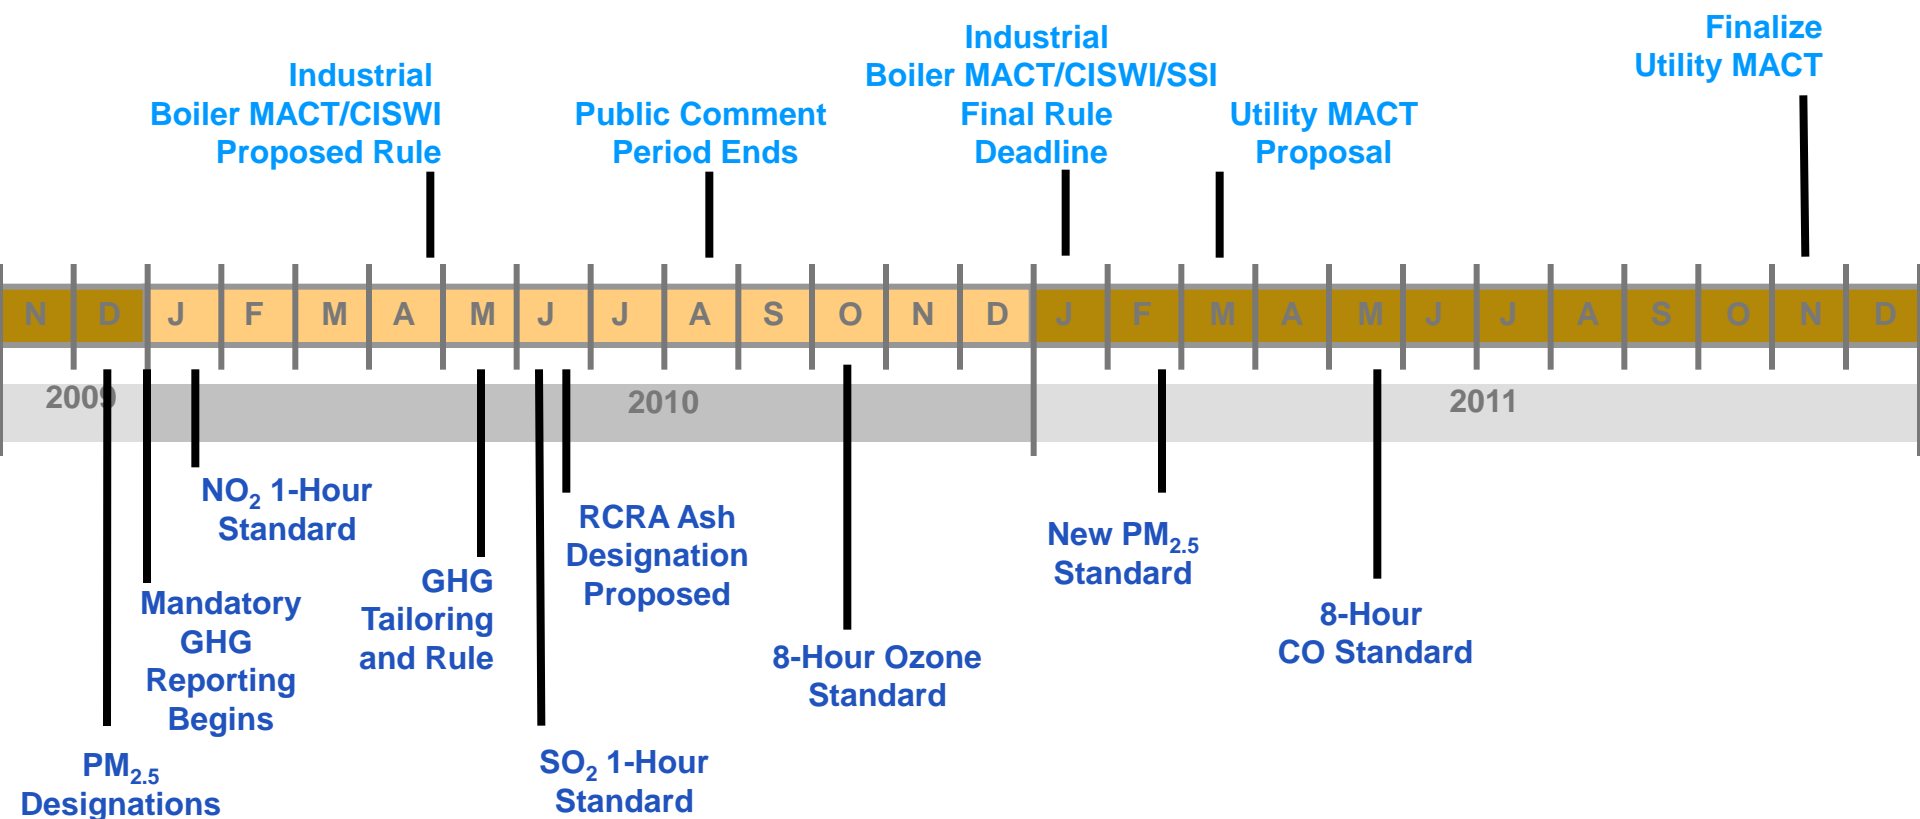 Industrial
Boiler MACT/CISWI
Proposed Rule
Public Comment
Period Ends
Industrial
Boiler MACT/CISWI/SSI
Final Rule
Deadline
Utility MACT
Proposal
Finalize
Utility MACT
N D J F M A M J J A S O N D J F M A M J J A S O N D
2009 2010 2011
PM2.5
Designations
Mandatory
GHG
Reporting
Begins
NO2 1-Hour
Standard
GHG
Tailoring
and Rule
SO2 1-Hour
Standard
RCRA Ash
Designation
Proposed
8-Hour Ozone
Standard
New PM2.5
Standard
8-Hour
CO Standard